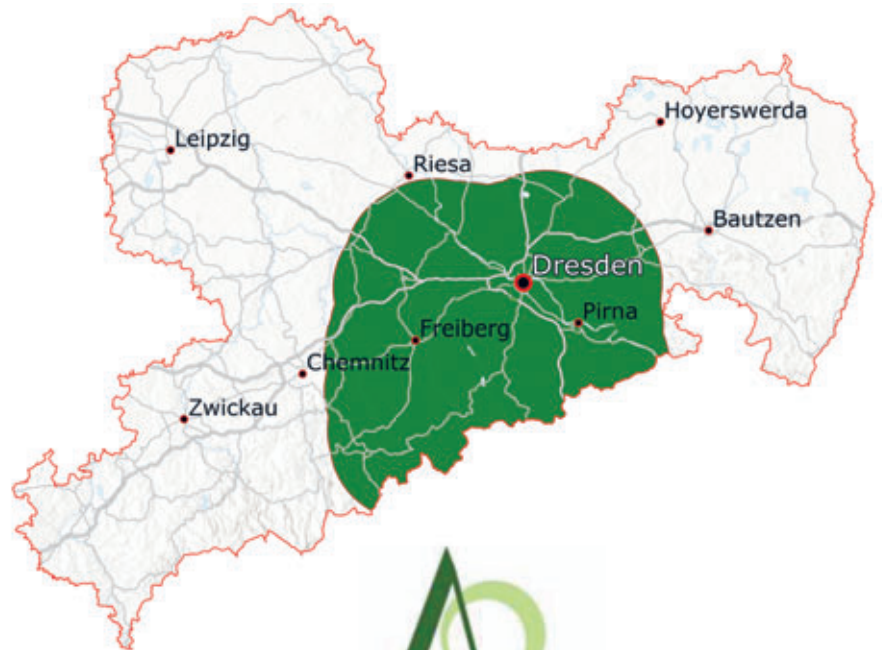 Hoyerswerda
Leipzig
Riesa
Bautzen
Dresden
Pirna
Freiberg
Chemnitz
Zwickau